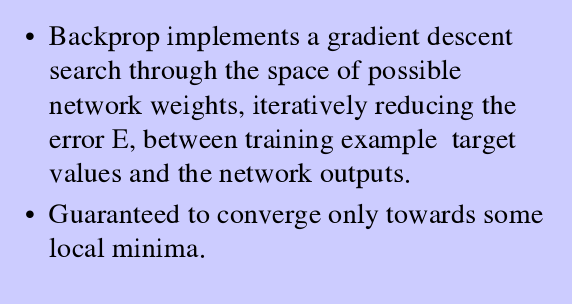 • Backprop implements a gradient descent
search through the space of possible
network weights, iteratively reducing the
error E, between training example  target
values and the network outputs.
• Guaranteed to converge only towards some
local minima.